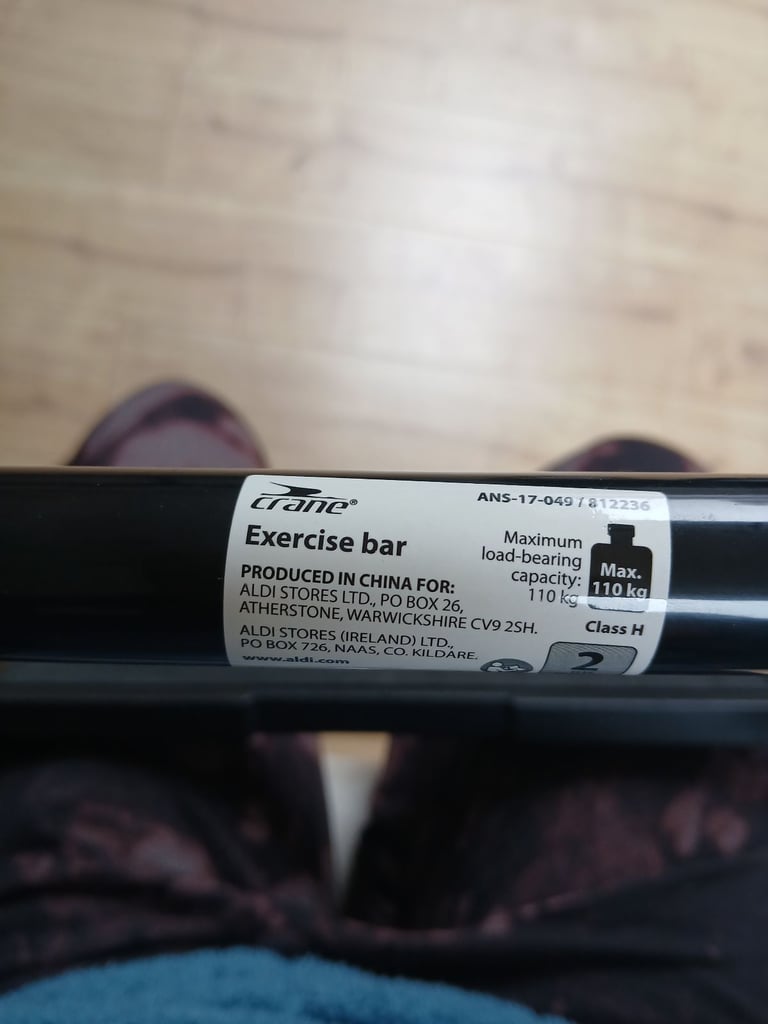 crane®
ANS-17-049 / 812236
Exercise bar
Maximum
load-bearing
capacity:
110 kg
Max.
110 kg
PRODUCED IN CHINA FOR:
ALDI STORES LTD., PO BOX 26,
ATHERSTONE, WARWICKSHIRE CV9 2SH.
Class H
ALDI STORES (IRELAND) LTD.,
PO BOX 726, NAAS, CO. KILDARE.
www.aldi.com
2